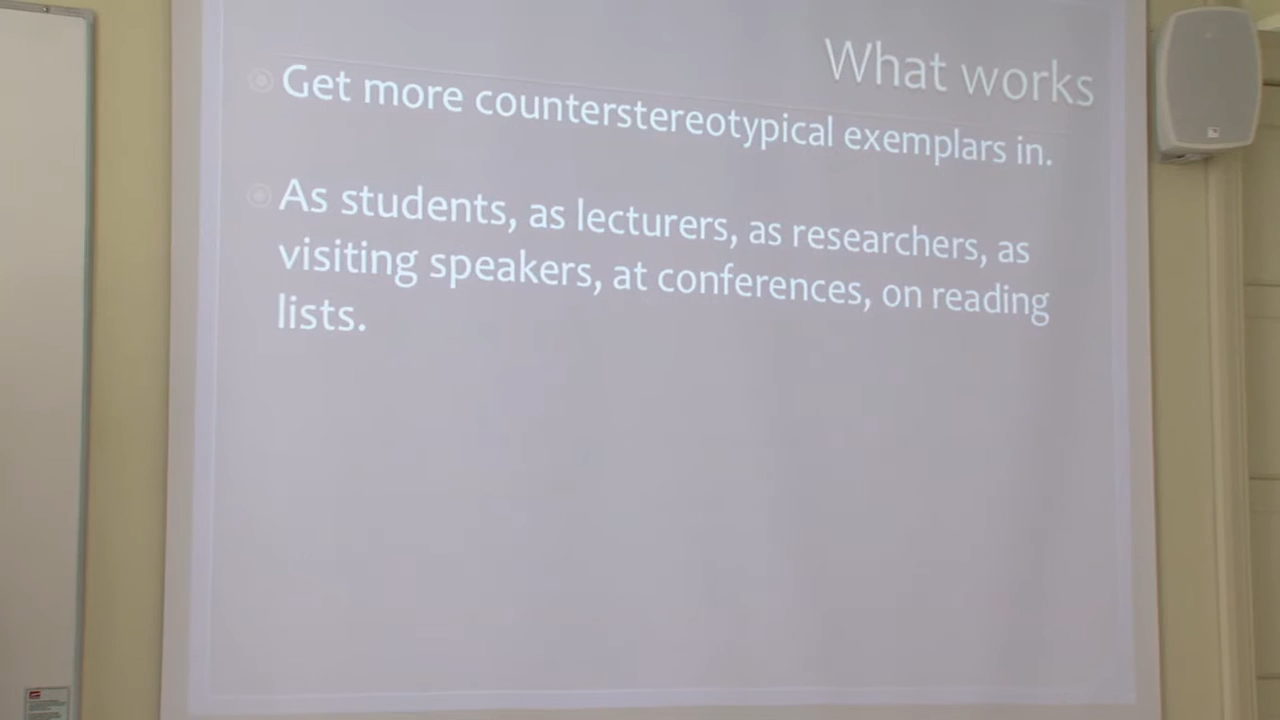 What works
Get more counterstereotypical exemplars in.
As students, as lecturers, as researchers, as
visiting speakers, at conferences, on reading
lists.